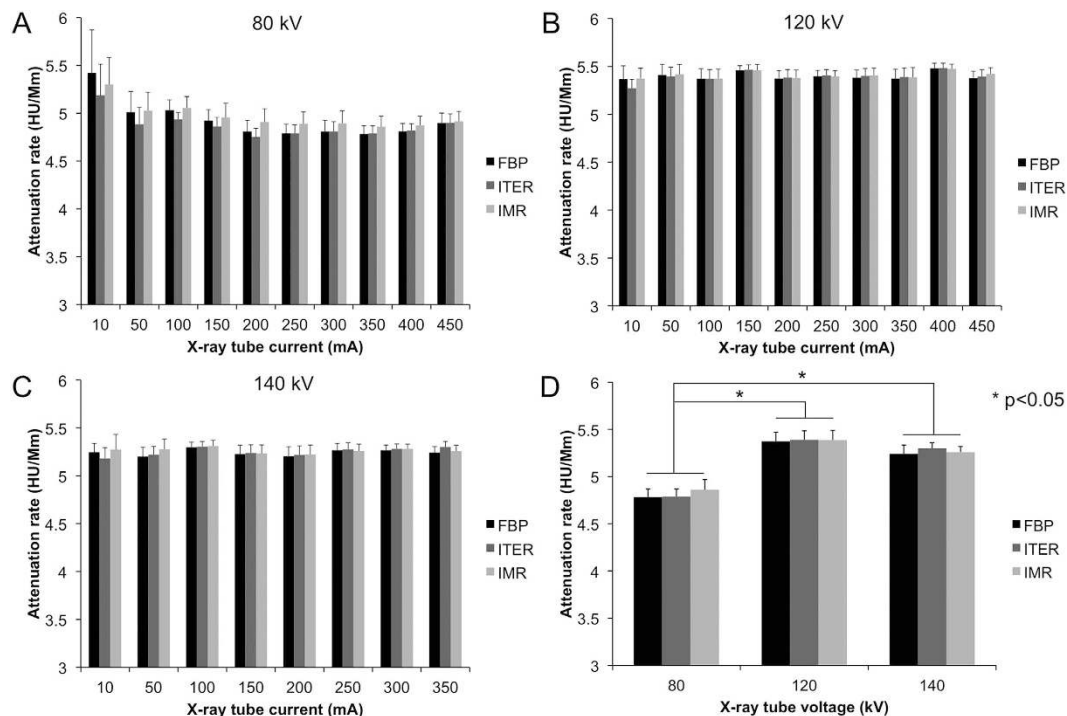 A
80 kV
6
5.5
5
4.5
4
3.5
3
Attenuation rate (HU/Mm)
10 50 100 150 200 250 300 350 400 450
X-ray tube current (mA)
FBP
ITER
IMR
B
120 kV
6
5.5
5
4.5
4
3.5
3
Attenuation rate (HU/Mm)
10 50 100 150 200 250 300 350 400 450
X-ray tube current (mA)
FBP
ITER
IMR
C
140 kV
6
5.5
5
4.5
4
3.5
3
Attenuation rate (HU/Mm)
10 50 100 150 200 250 300 350
X-ray tube current (mA)
FBP
ITER
IMR
D
6
5.5
5
4.5
4
3.5
3
Attenuation rate (HU/Mm)
*
*
* p<0.05
80 120 140
X-ray tube voltage (kV)
FBP
ITER
IMR